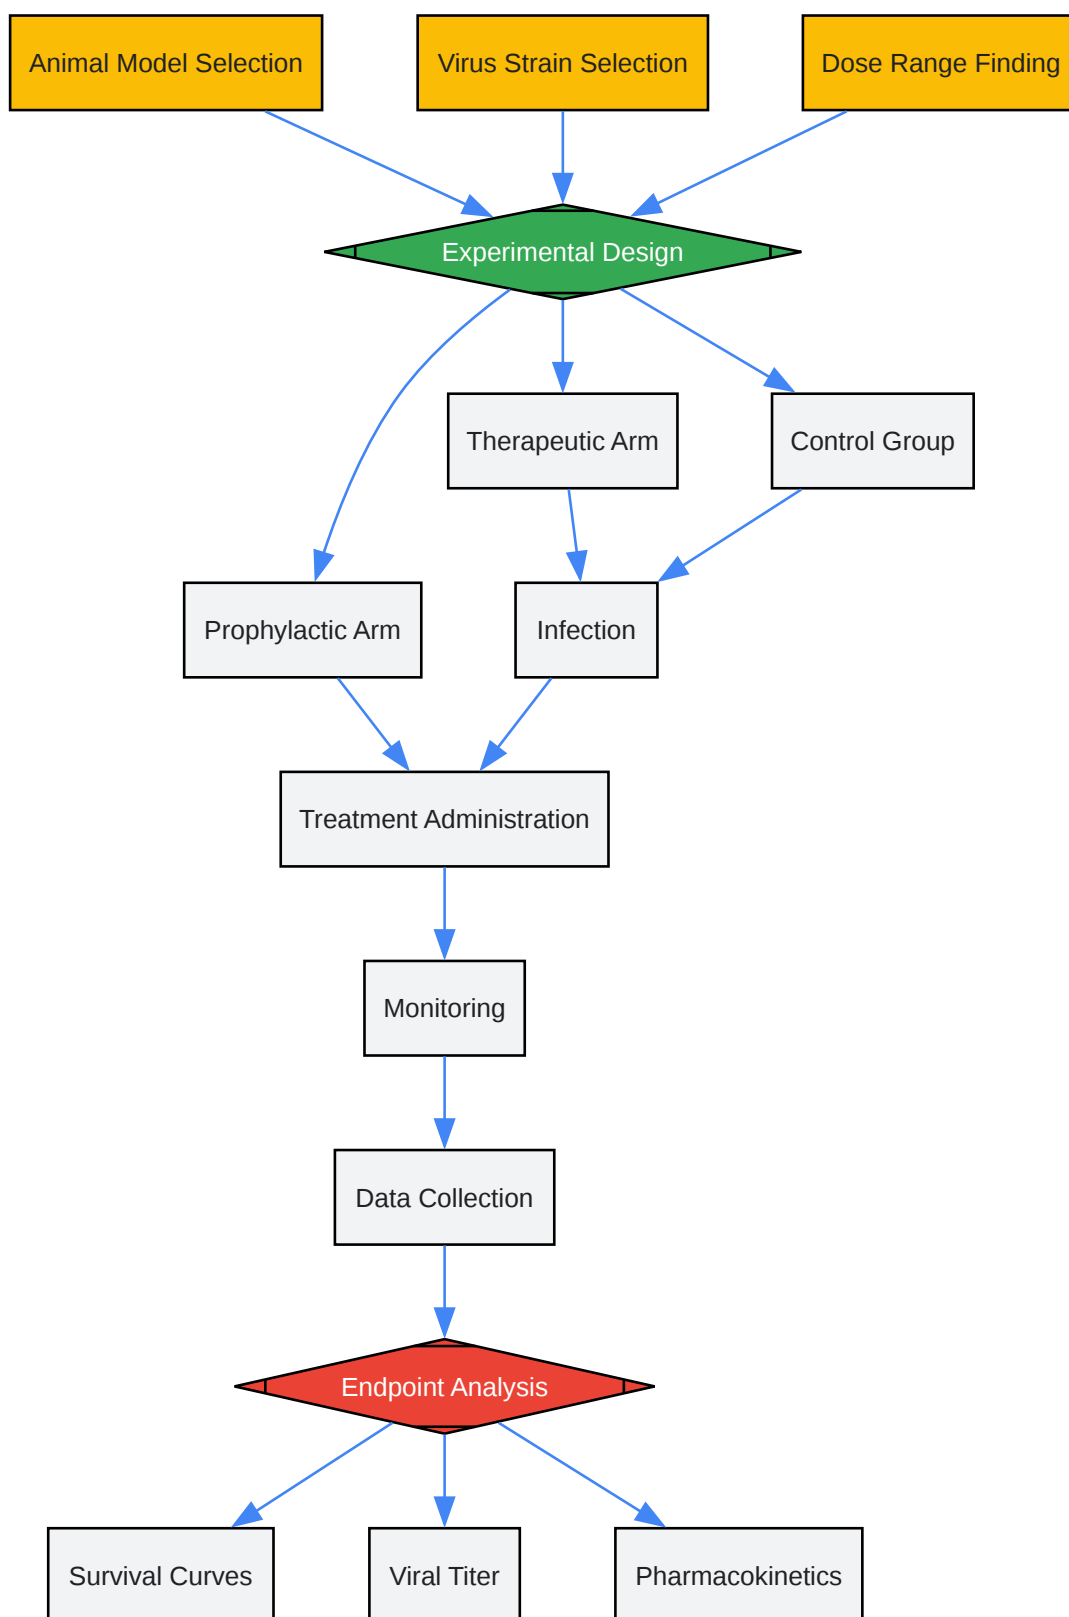 Animal Model Selection
Virus Strain Selection
Dose Range Finding
Experimental Design
Therapeutic Arm
Control Group
Prophylactic Arm
Infection
Treatment Administration
Monitoring
Data Collection
Endpoint Analysis
Survival Curves
Viral Titer
Pharmacokinetics